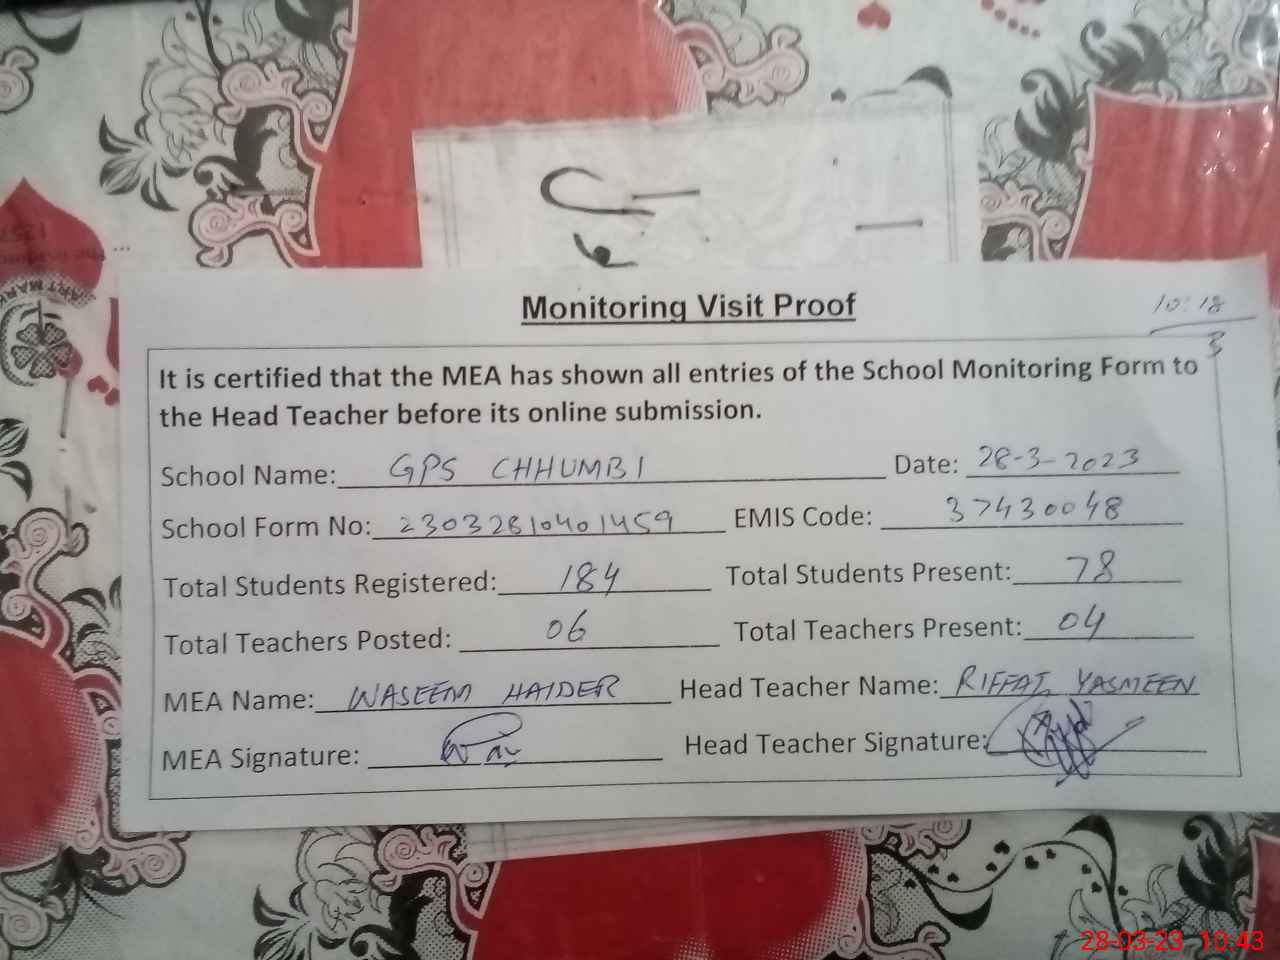 Monitoring Visit Proof
10:18
3
It is certified that the MEA has shown all entries of the School Monitoring Form to
the Head Teacher before its online submission.
School Name: GPS CHHUMBI Date: 28-3-2023
School Form No: 23032810401459 EMIS Code: 37430048
Total Students Registered: 184 Total Students Present: 78
Total Teachers Posted: 06 Total Teachers Present: 04
MEA Name: WASEEM HAIDER Head Teacher Name: RIFFAT YASMEEN
MEA Signature: Head Teacher Signature:
28-03-23 10:43